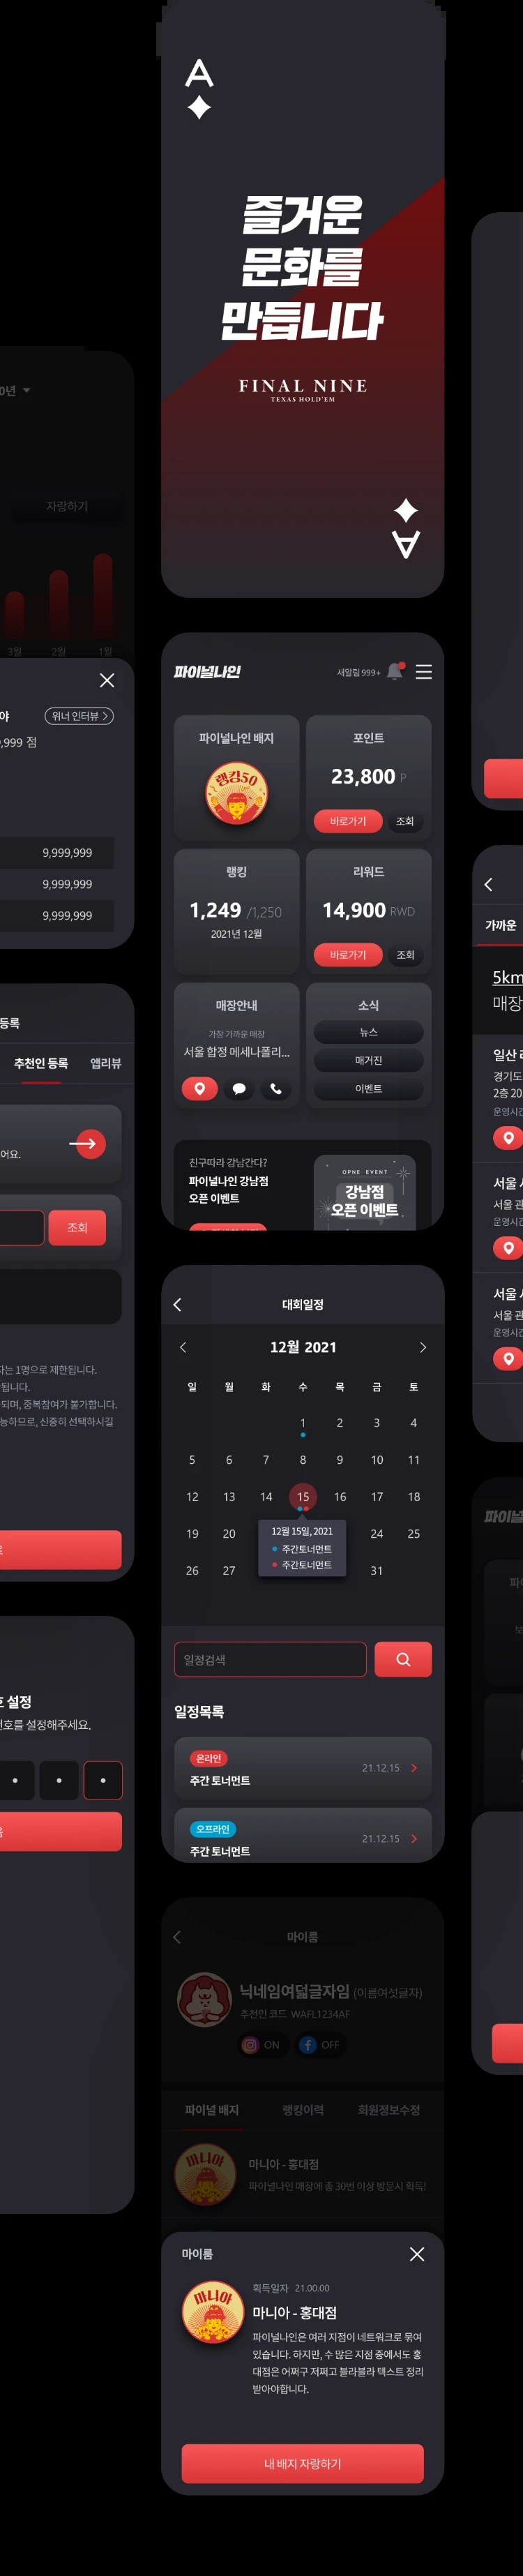 0년
자랑하기
3월 2월 1월
야
위너 인터뷰
,999 점
9,999,999
9,999,999
9,999,999
등록
추천인 등록 앱리뷰
어요.
조회
다는 1명으로 제한됩니다.
됩니다.
되며, 중복참여가 불가합니다.
능하므로, 신중히 선택하시길
호 설정
번호를 설정해주세요.
A
즐거운
문화를
만듭니다
FINAL NINE
TEXAS HOLD'EM
A
파이널나인
새알림 999+
파이널나인 배지
랭킹50
포인트
23,800 P
바로가기 조회
랭킹
1,249 /1,250
2021년 12월
리워드
14,900 RWD
바로가기 조회
매장안내
가장 가까운 매장
서울 합정 메세나폴리...
소식
뉴스
매거진
이벤트
친구따라 강남간다?
파이널나인 강남점
오픈 이벤트
OPNE EVENT
강남점
오픈 이벤트
대회일정
12월 2021
일 월 화 수 목 금 토
1 2 3 4
5 6 7 8 9 10 11
12 13 14 15 16 17 18
19 20 24 25
26 27 31
12월 15일, 2021
주간토너먼트
주간토너먼트
일정검색
일정목록
온라인
주간 토너먼트
21.12.15
오프라인
주간 토너먼트
21.12.15
마이룸
닉네임여덟글자임 (이름여섯글자)
추천인 코드 WAFL1234AF
ON OFF
파이널 배지 랭킹이력 회원정보수정
마니아
마니아 - 홍대점
파이널나인 매장에 총 30번 이상 방문시 획득!
마이룸
마니아
획득일자 21.00.00
마니아 - 홍대점
파이널나인은 여러 지점이 네트워크로 묶여
있습니다. 하지만, 수 많은 지점 중에서도 홍
대점은 어쩌구 저쩌고 블라블라 텍스트 정리
받아야합니다.
내 배지 자랑하기
가까운
5km
매장
일산
경기도
2층 20
운영시간
서울
서울 관
운영시간
서울
서울 관
운영시간
파이널